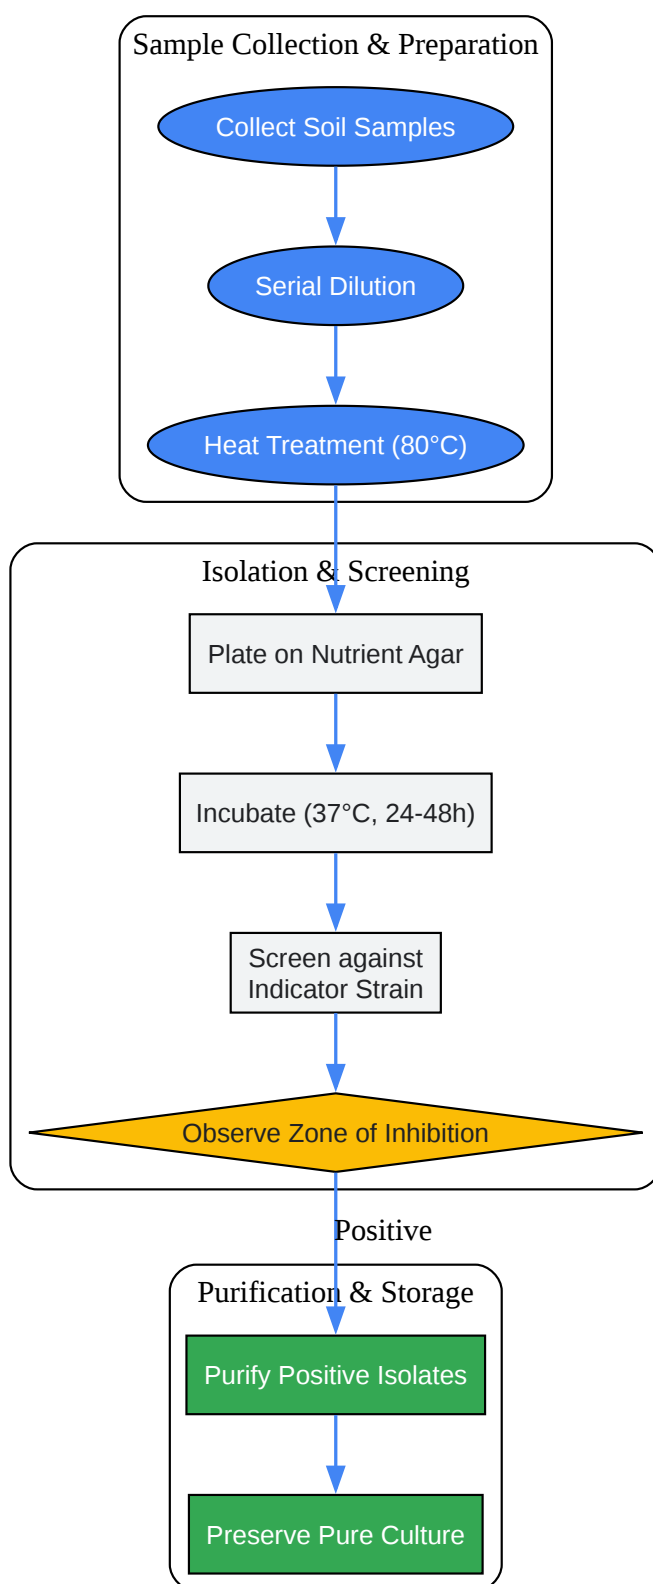 Sample Collection & Preparation
Collect Soil Samples
Serial Dilution
Heat Treatment (80°C)
Isolation & Screening
Plate on Nutrient Agar
Incubate (37°C, 24-48h)
Screen against
Indicator Strain
Observe Zone of Inhibition
Positive
Purification & Storage
Purify Positive Isolates
Preserve Pure Culture